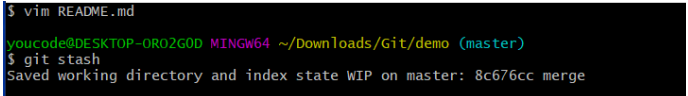 $ vim README.md
youcode@DESKTOP-ORO2G0D MINGW64 ~/Downloads/Git/demo (master)
$ git stash
Saved working directory and index state WIP on master: 8c676cc merge